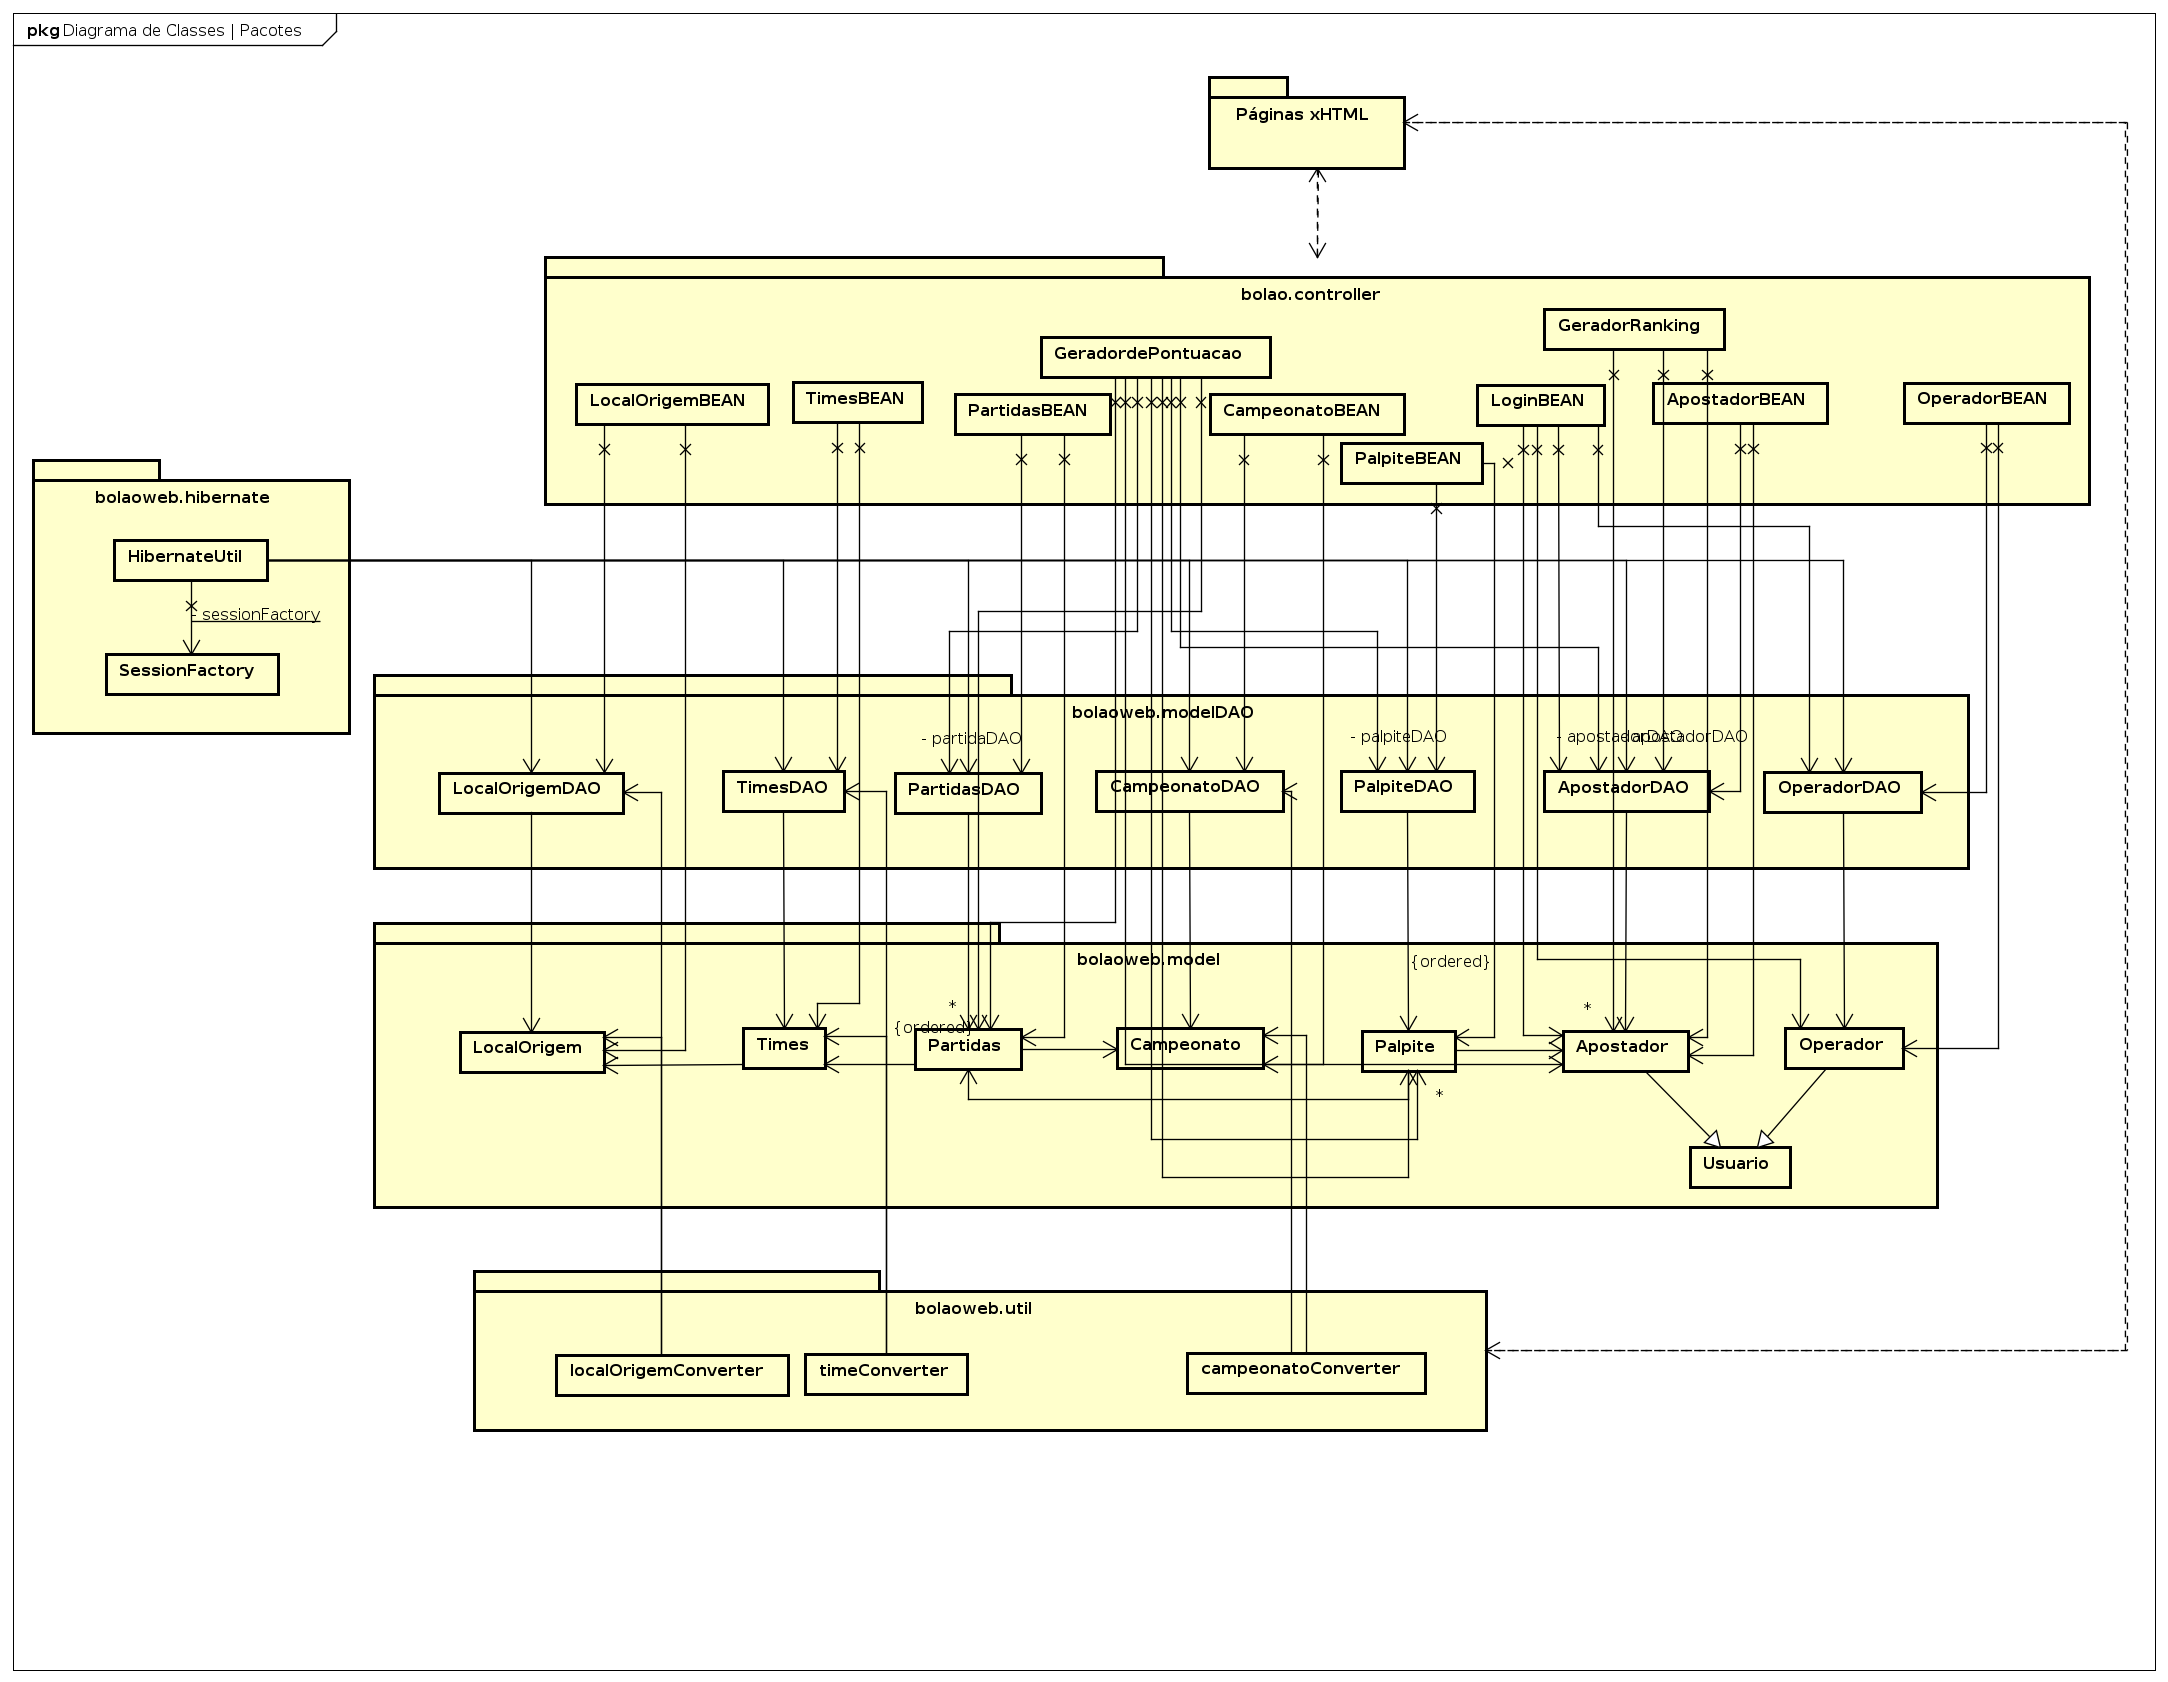 pkg Diagrama de Classes | Pacotes
Páginas xHTML
bolao.controller
GeradorRanking
GeradordePontuacao
LocalOrigemBEAN
TimesBEAN
PartidasBEAN
CampeonatoBEAN
LoginBEAN
ApostadorBEAN
OperadorBEAN
PalpiteBEAN
bolaoweb.hibernate
HibernateUtil
- sessionFactory
SessionFactory
bolaoweb.modelDAO
- partidaDAO
- palpiteDAO
- apostadorDAO
- apostadorDAO
LocalOrigemDAO
TimesDAO
PartidasDAO
CampeonatoDAO
PalpiteDAO
ApostadorDAO
OperadorDAO
bolaoweb.model
{ordered}
*
*
{ordered}
LocalOrigem
Times
Partidas
Campeonato
Palpite
Apostador
Operador
*
Usuario
bolaoweb.util
localOrigemConverter
timeConverter
campeonatoConverter